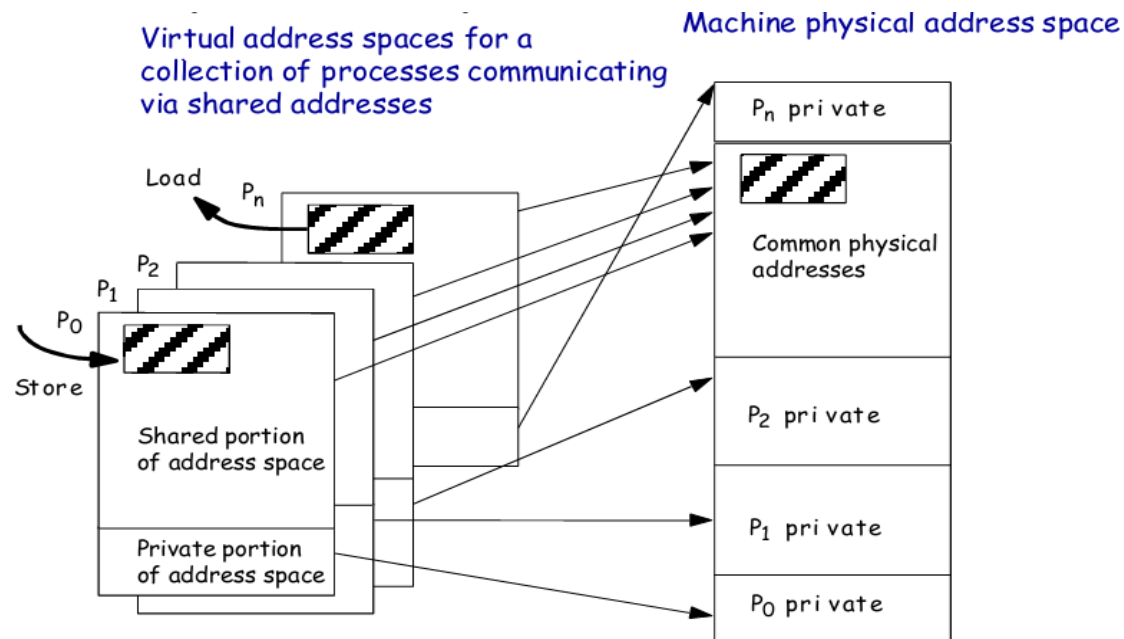 Virtual address spaces for a
collection of processes communicating
via shared addresses
Machine physical address space
Load
Pn
P2
P1
P0
Store
Shared portion
of address space
Private portion
of address space
Pn private
Common physical
addresses
P2 private
P1 private
P0 private